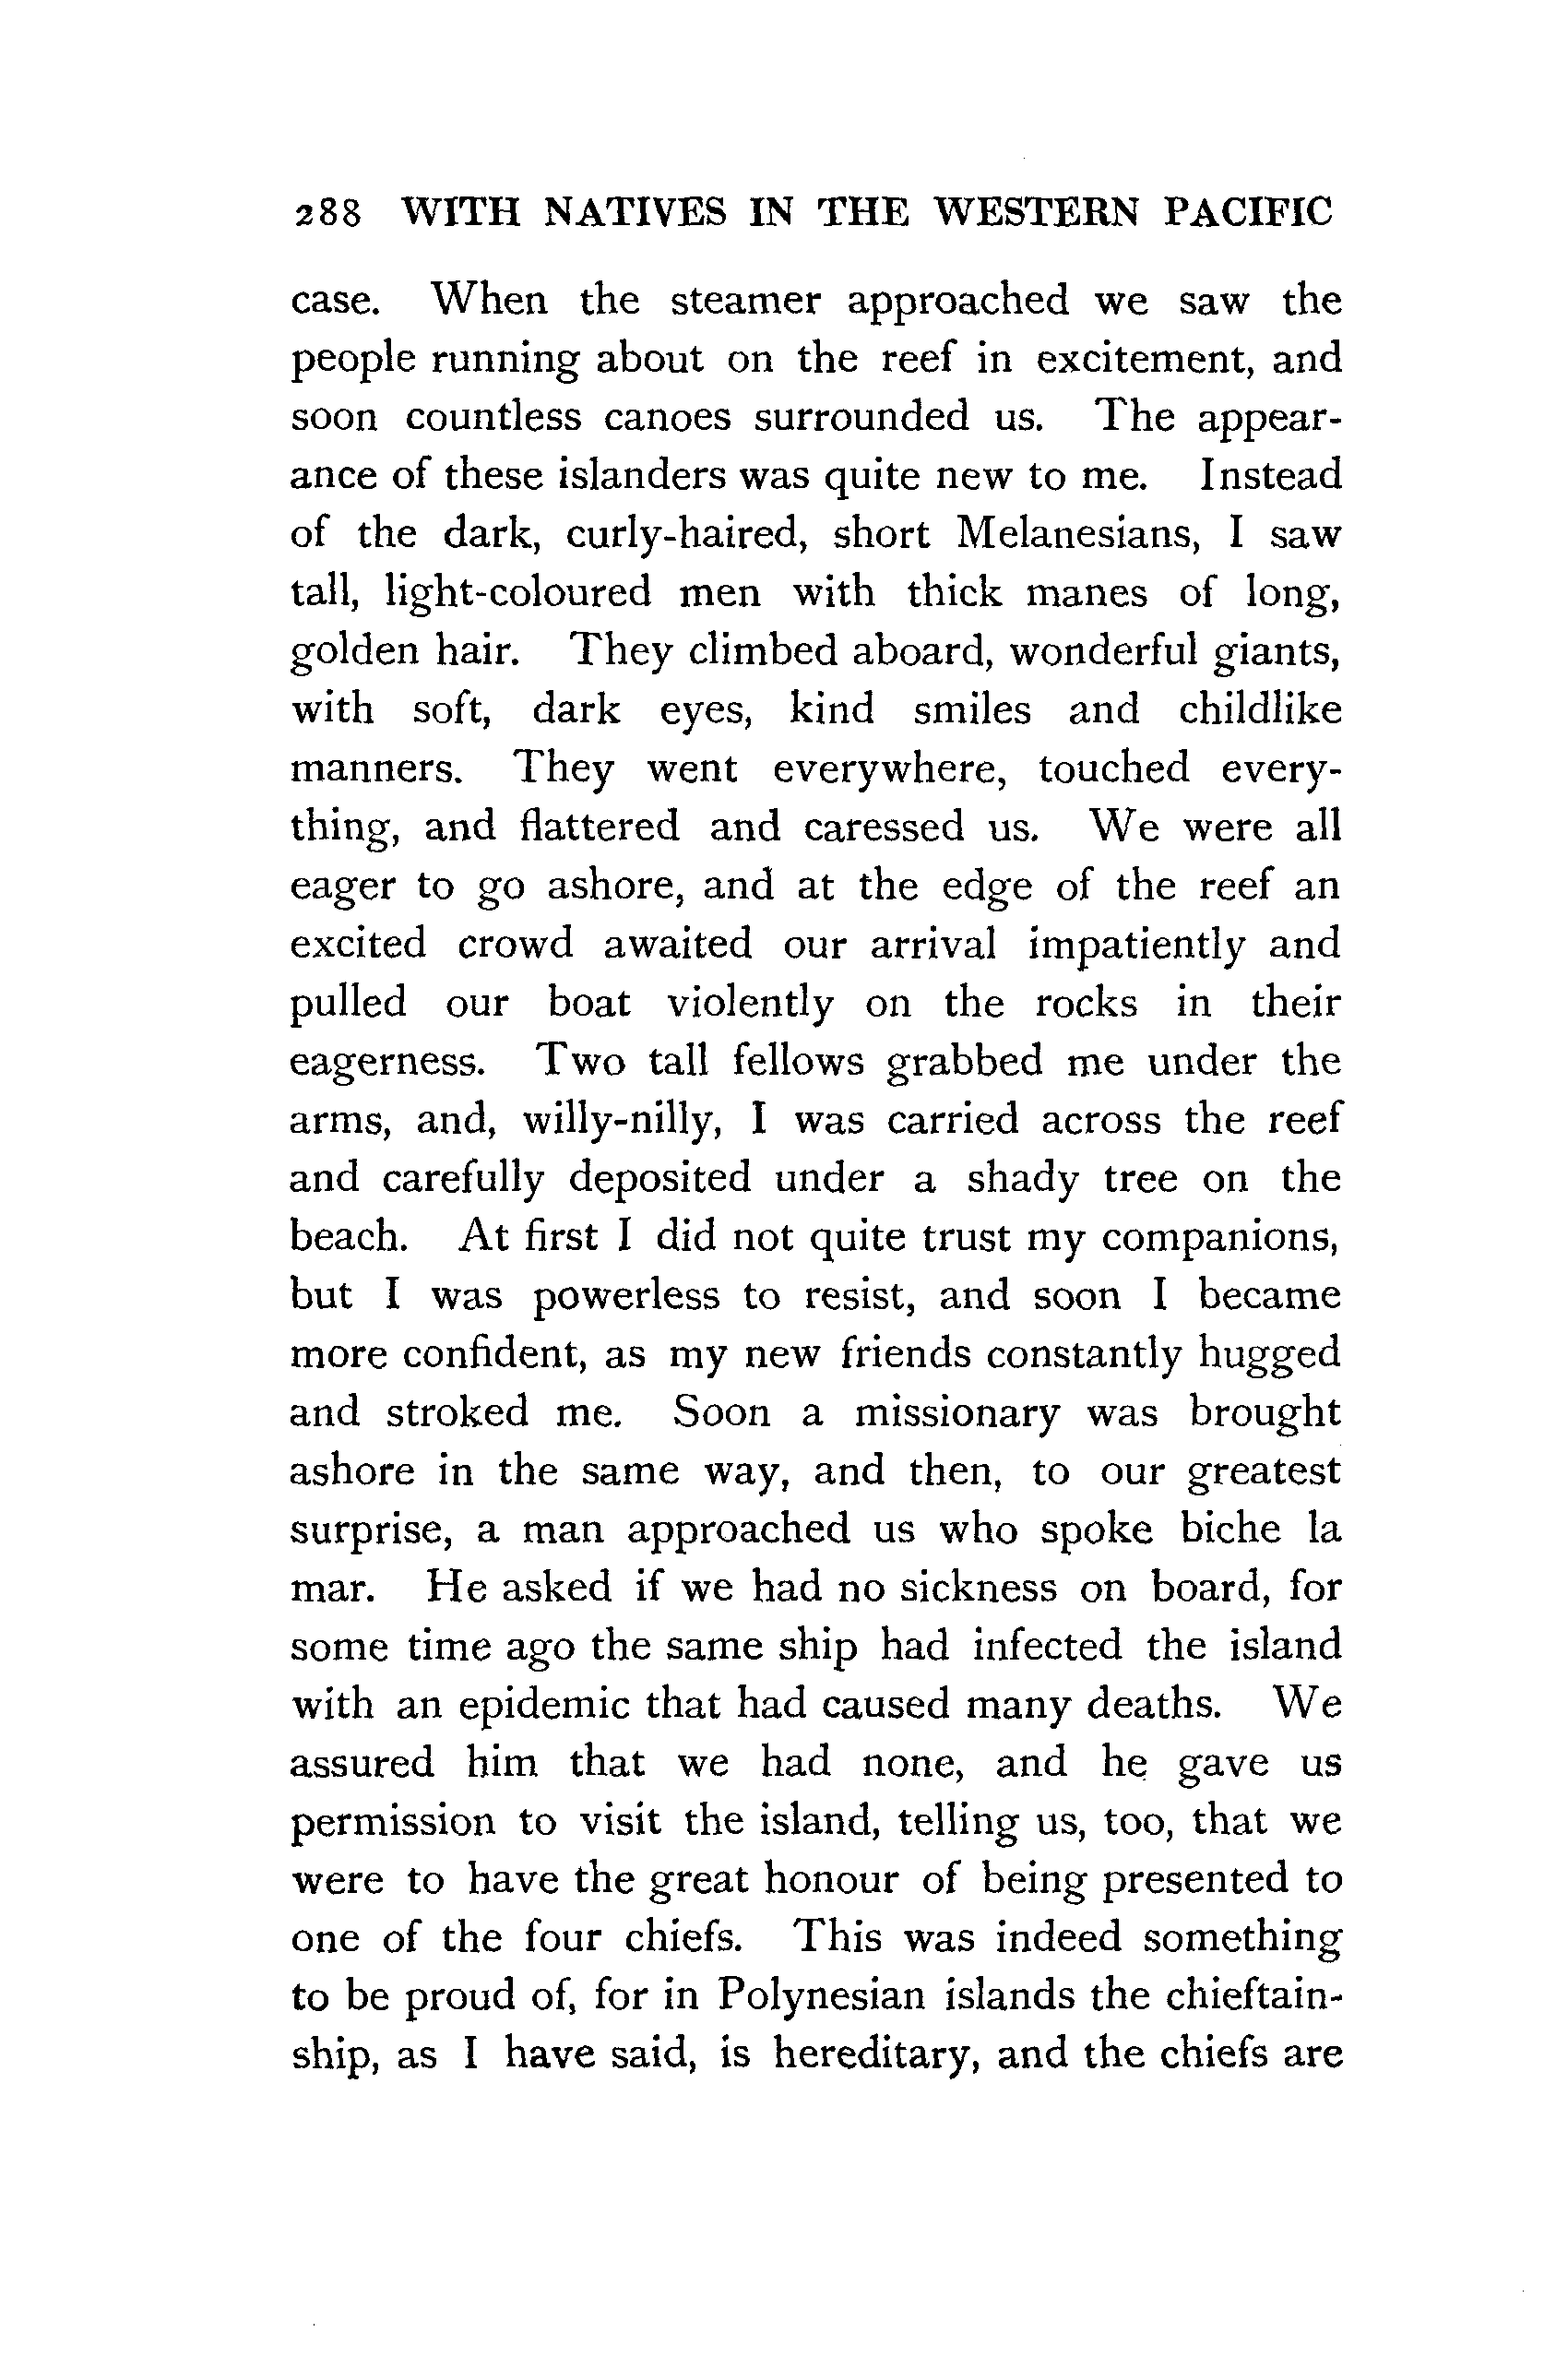 288 WITH NATIVES IN THE WESTERN PACIFIC
case. When the steamer approached we saw the
people running about on the reef in excitement, and
soon countless canoes surrounded us. The appear-
ance of these islanders was quite new to me. Instead
of the dark, curly-haired, short Melanesians, I saw
tall, light-coloured men with thick manes of long,
golden hair. They climbed aboard, wonderful giants,
with soft, dark eyes, kind smiles and childlike
manners. They went everywhere, touched every-
thing, and flattered and caressed us. We were all
eager to go ashore, and at the edge of the reef an
excited crowd awaited our arrival impatiently and
pulled our boat violently on the rocks in their
eagerness. Two tall fellows grabbed me under the
arms, and, willy-nilly, I was carried across the reef
and carefully deposited under a shady tree on the
beach. At first I did not quite trust my companions,
but I was powerless to resist, and soon I became
more confident, as my new friends constantly hugged
and stroked me. Soon a missionary was brought
ashore in the same way, and then, to our greatest
surprise, a man approached us who spoke biche la
mar. He asked if we had no sickness on board, for
some time ago the same ship had infected the island
with an epidemic that had caused many deaths. We
assured him that we had none, and he gave us
permission to visit the island, telling us, too, that we
were to have the great honour of being presented to
one of the four chiefs. This was indeed something
to be proud of, for in Polynesian islands the chieftain-
ship, as I have said, is hereditary, and the chiefs are